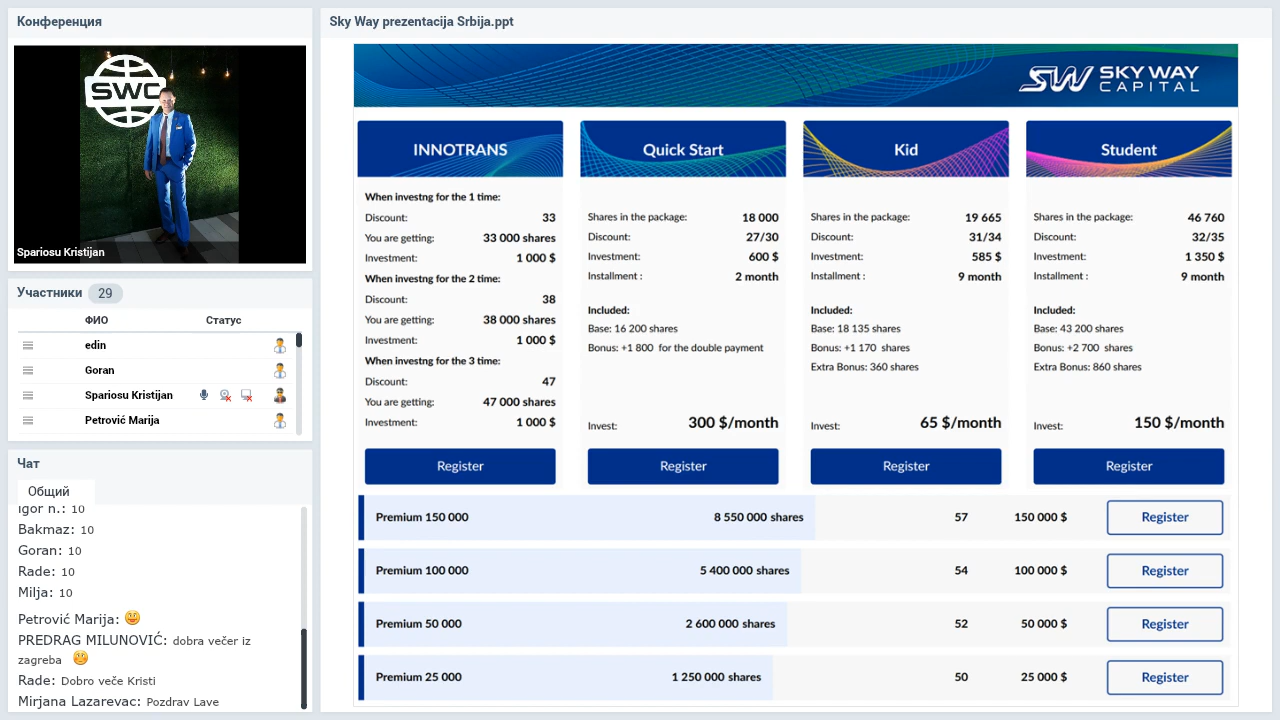 Конференция
SWC
Spariosu Kristijan
Участники 29
ФИО Статус
edin
Goran
Spariosu Kristijan
Petrović Marija
Чат
Общий
Igor n.: 10
Bakmaz: 10
Goran: 10
Rade: 10
Milja: 10
Petrović Marija:
PREDRAG MILUNOVIĆ: dobra večer iz
zagreba
Rade: Dobro veče Kristi
Mirjana Lazarevac: Pozdrav Lave
Sky Way prezentacija Srbija.ppt
SW SKY WAY
CAPITAL
INNOTRANS
When investng for the 1 time:
Discount: 33
You are getting: 33 000 shares
Investment: 1 000 $
When investng for the 2 time:
Discount: 38
You are getting: 38 000 shares
Investment: 1 000 $
When investng for the 3 time:
Discount: 47
You are getting: 47 000 shares
Investment: 1 000 $
Register
Quick Start
Shares in the package: 18 000
Discount: 27/30
Investment: 600 $
Installment : 2 month
Included:
Base: 16 200 shares
Bonus: +1 800 for the double payment
Invest: 300 $/month
Register
Kid
Shares in the package: 19 665
Discount: 31/34
Investment: 585 $
Installment : 9 month
Included:
Base: 18 135 shares
Bonus: +1 170 shares
Extra Bonus: 360 shares
Invest: 65 $/month
Register
Student
Shares in the package: 46 760
Discount: 32/35
Investment: 1 350 $
Installment : 9 month
Included:
Base: 43 200 shares
Bonus: +2 700 shares
Extra Bonus: 860 shares
Invest: 150 $/month
Register
Premium 150 000 8 550 000 shares 57 150 000 $ Register
Premium 100 000 5 400 000 shares 54 100 000 $ Register
Premium 50 000 2 600 000 shares 52 50 000 $ Register
Premium 25 000 1 250 000 shares 50 25 000 $ Register